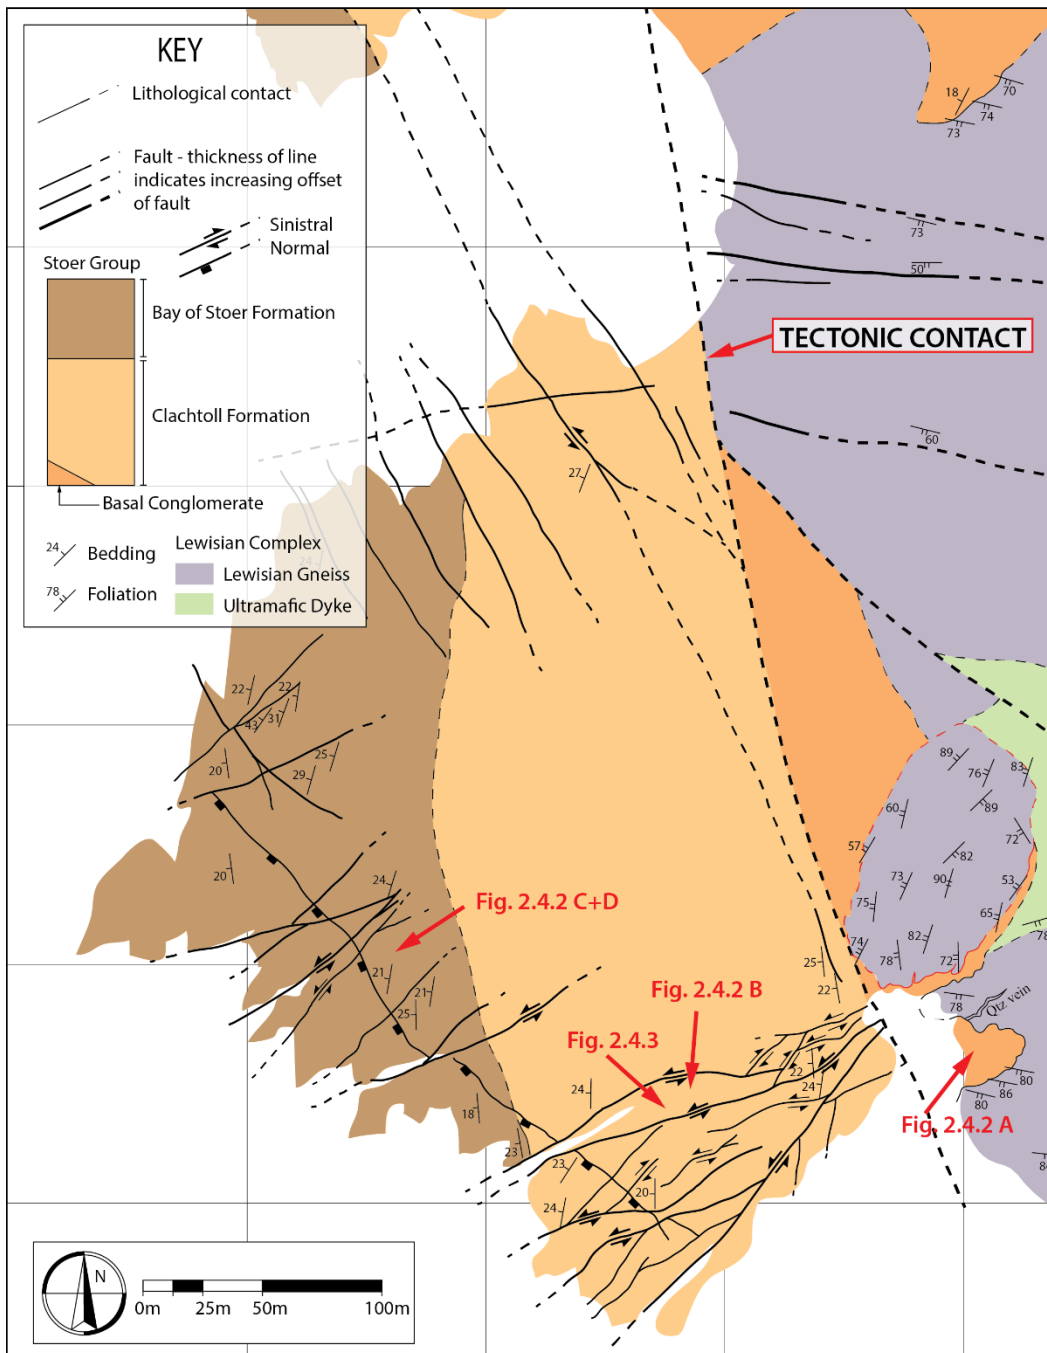 KEY
Lithological contact
Fault - thickness of line
indicates increasing offset
of fault
Sinistral
Normal
Stoer Group
Bay of Stoer Formation
Clachtoll Formation
Basal Conglomerate
24
Bedding
78
Foliation
Lewisian Complex
Lewisian Gneiss
Ultramafic Dyke
24
18
70
74
73
73
50
TECTONIC CONTACT
60
27
22
22
43
31
25
20
29
20
24
89
76
83
60
89
72
57
82
73
90
53
75
65
82
74
78
72
78
78
Qtz vein
Fig. 2.4.2 C+D
21
21
25
25
22
Fig. 2.4.2 B
Fig. 2.4.3
22
24
24
18
23
23
20
24
80
86
80
Fig. 2.4.2 A
84
N
0m
25m
50m
100m